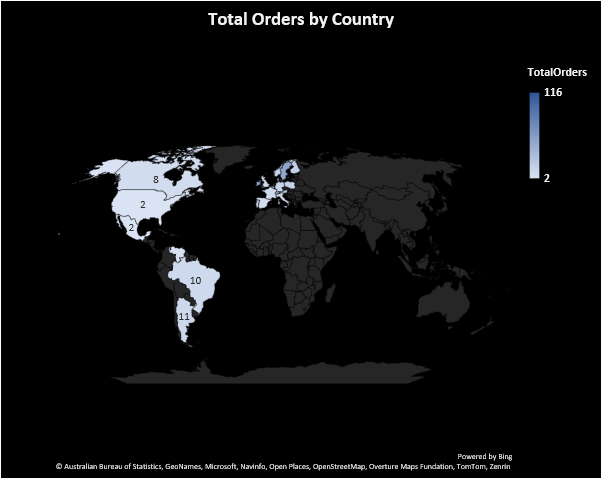 Total Orders by Country
TotalOrders
116
2
8
2
2
10
11
Powered by Bing
© Australian Bureau of Statistics, GeoNames, Microsoft, Navinfo, Open Places, OpenStreetMap, Overture Maps Fundation, TomTom, Zenrin